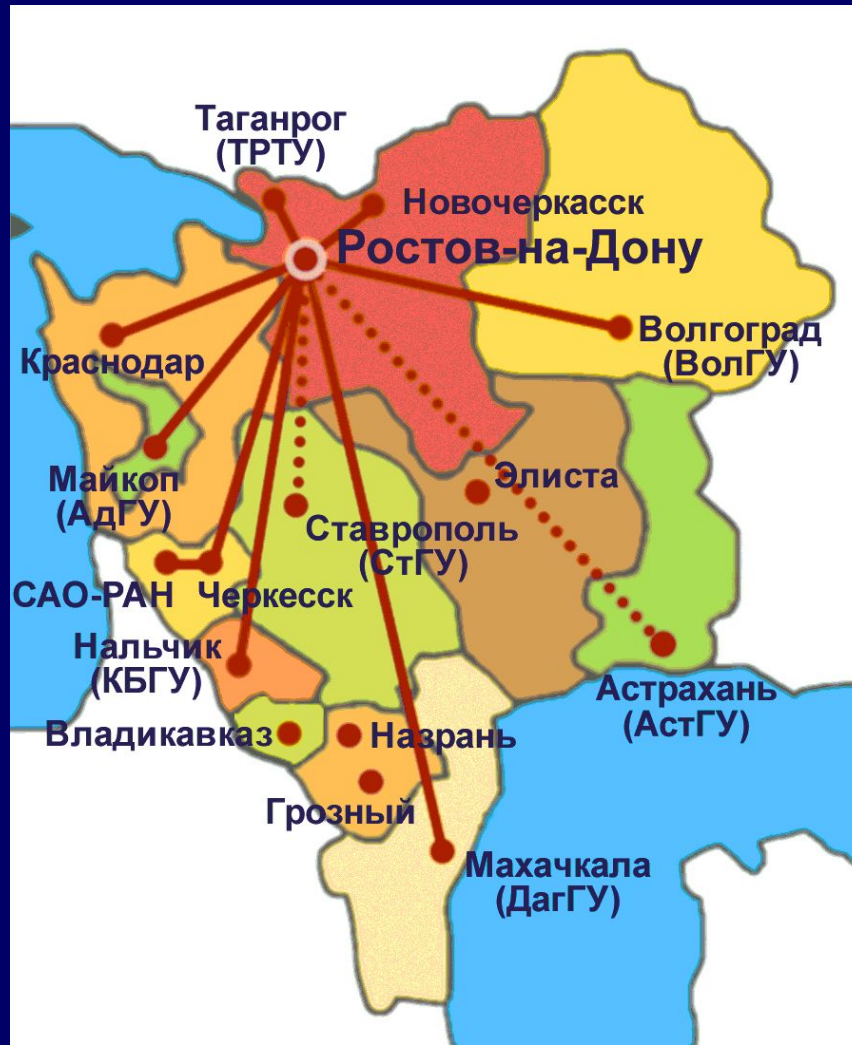 Таганрог
(ТРТУ)
Новочеркасск
Ростов-на-Дону
Волгоград
(ВолГУ)
Краснодар
Элиста
Майкоп
(АдГУ)
Ставрополь
(СтГУ)
САО-РАН Черкесск
Нальчик
(КБГУ)
Астрахань
(АстГУ)
Владикавказ
Назрань
Грозный
Махачкала
(ДагГУ)